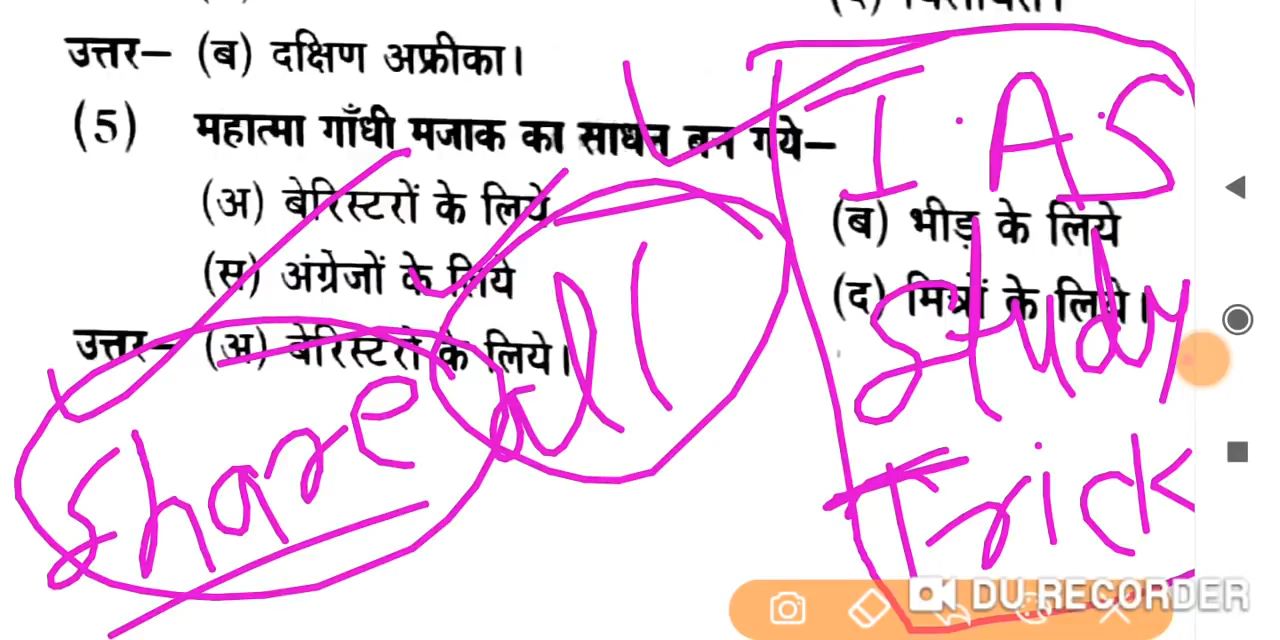 उत्तर— (ब) दक्षिण अफ्रीका।
(5) महात्मा गाँधी मजाक का साधन बन गये—
(अ) बेरिस्टरों के लिये (ब) भीड़ के लिये
(स) अंग्रेजों के लिये (द) मित्रों के लिये।
उत्तर— (अ) बेरिस्टरों के लिये।
I.A.S
Study
Trick
Share all
DU RECORDER